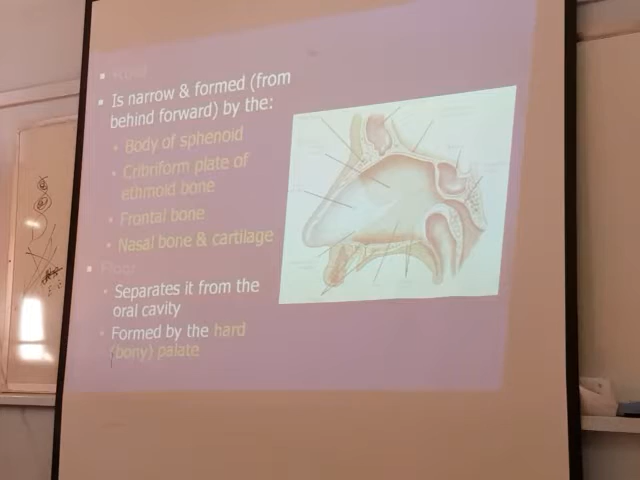 Roof
Is narrow & formed (from
behind forward) by the:
Body of sphenoid
Cribriform plate of
ethmoid bone
Frontal bone
Nasal bone & cartilage
Floor
Separates it from the
oral cavity
Formed by the hard
(bony) palate